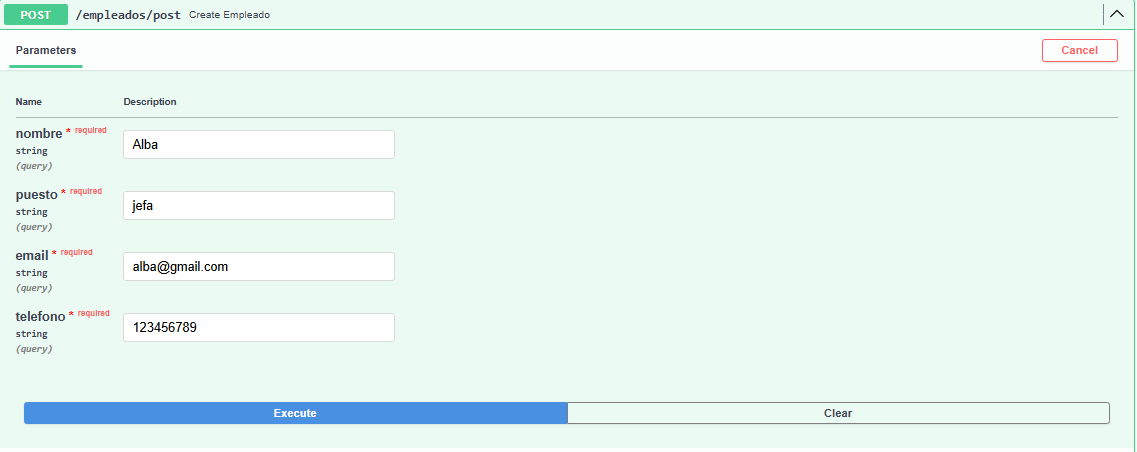 POST /empleados/post Create Empleado
Parameters Cancel
Name Description
nombre * required
string
(query)
Alba
puesto * required
string
(query)
jefa
email * required
string
(query)
alba@gmail.com
telefono * required
string
(query)
123456789
Execute Clear